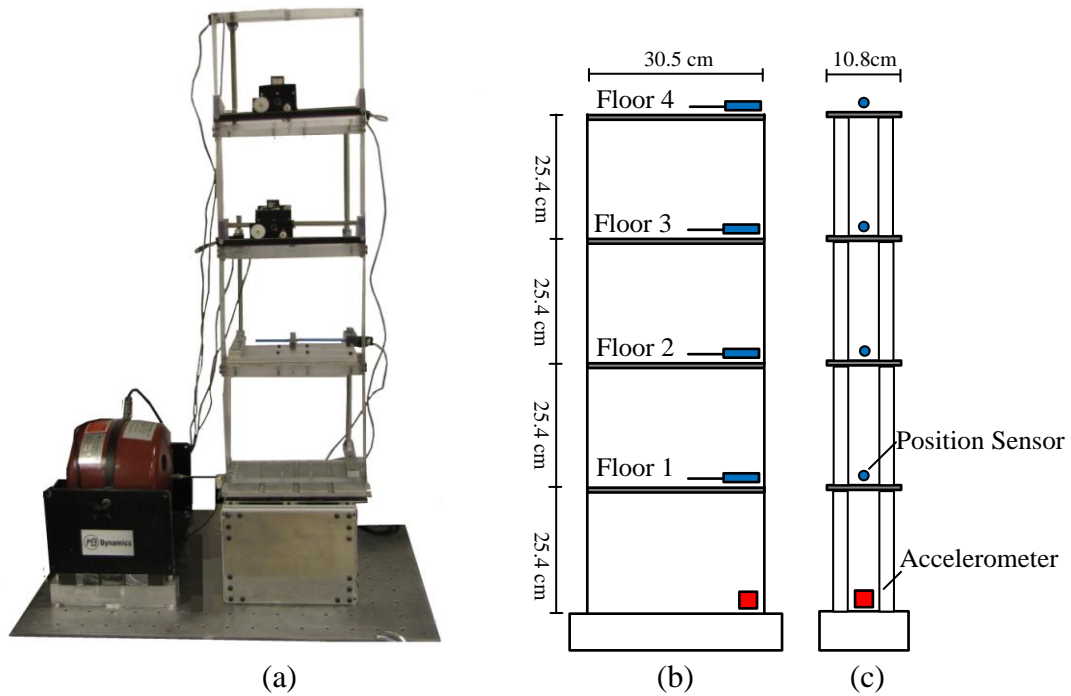 MB Dynamics
30.5 cm
10.8cm
Floor 4
25.4 cm
Floor 3
25.4 cm
Floor 2
25.4 cm
Floor 1
25.4 cm
Position Sensor
Accelerometer
(a)
(b)
(c)